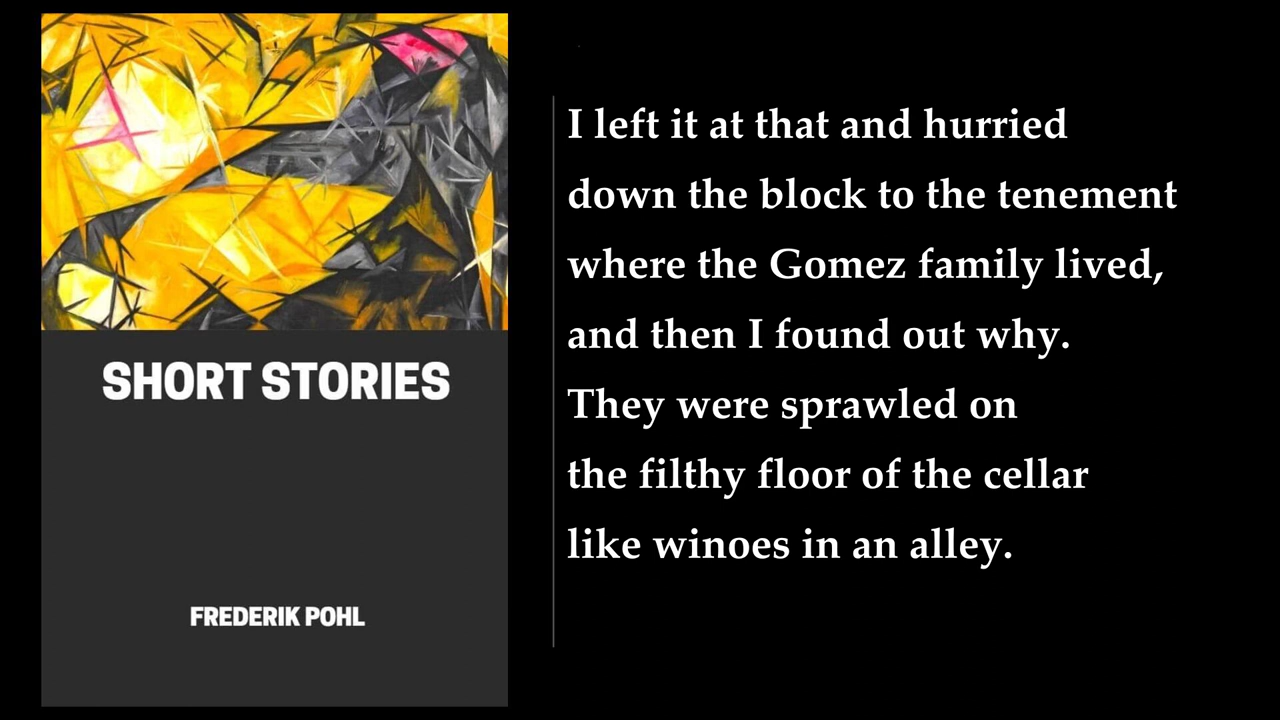 SHORT STORIES
FREDERIK POHL
I left it at that and hurried
down the block to the tenement
where the Gomez family lived,
and then I found out why.
They were sprawled on
the filthy floor of the cellar
like winoes in an alley.